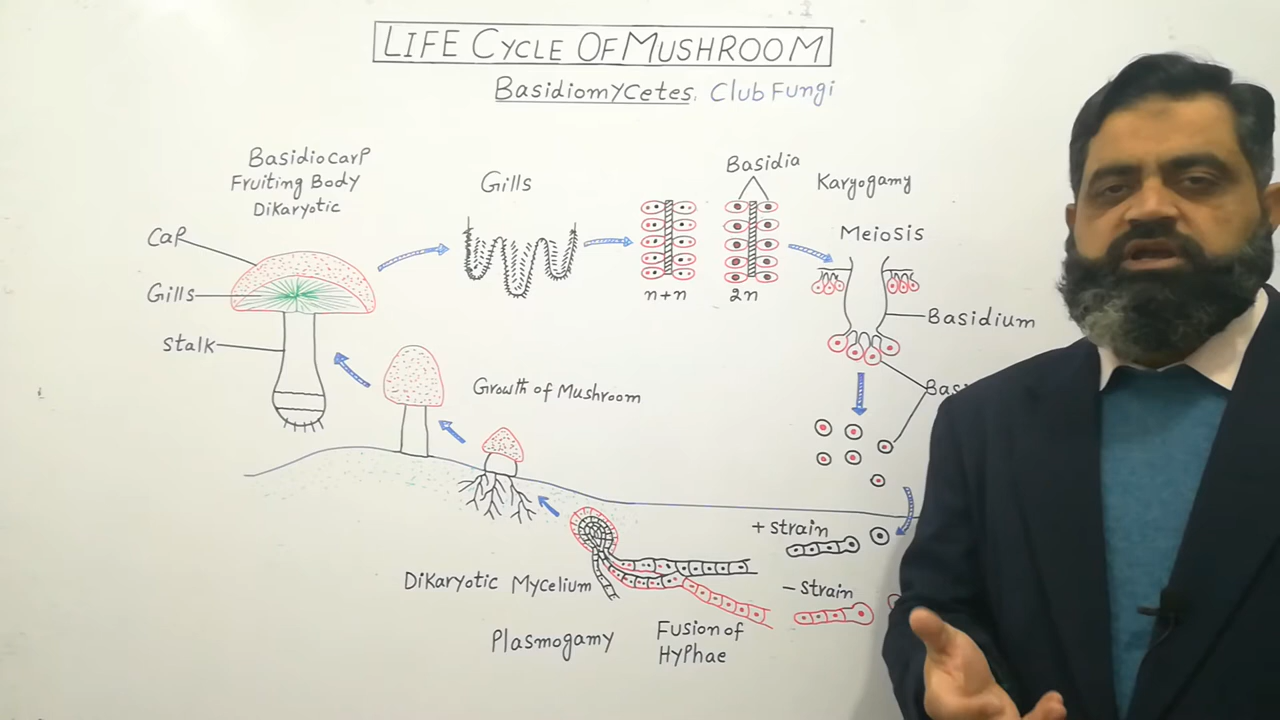 LIFE CYCLE OF MUSHROOM
Basidiomycetes, Club Fungi
Basidiocarp
Fruiting Body
Dikaryotic
Cap
Gills
Stalk
Gills
Basidia
n+n
2n
Karyogamy
Meiosis
Basidium
Growth of Mushroom
+ strain
- strain
Dikaryotic Mycelium
Plasmogamy
Fusion of
Hyphae